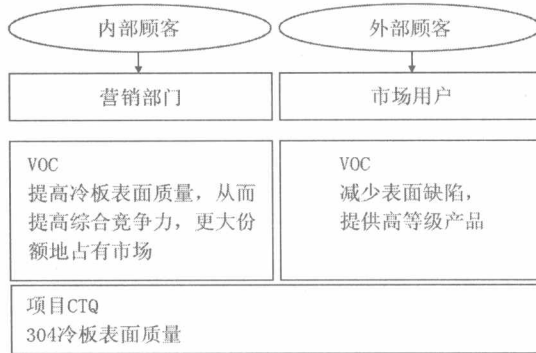 内部顾客
外部顾客
营销部门
市场用户
VOC
提高冷板表面质量，从而
提高综合竞争力，更大份
额地占有市场
VOC
减少表面缺陷，
提供高等级产品
项目CTQ
304冷板表面质量